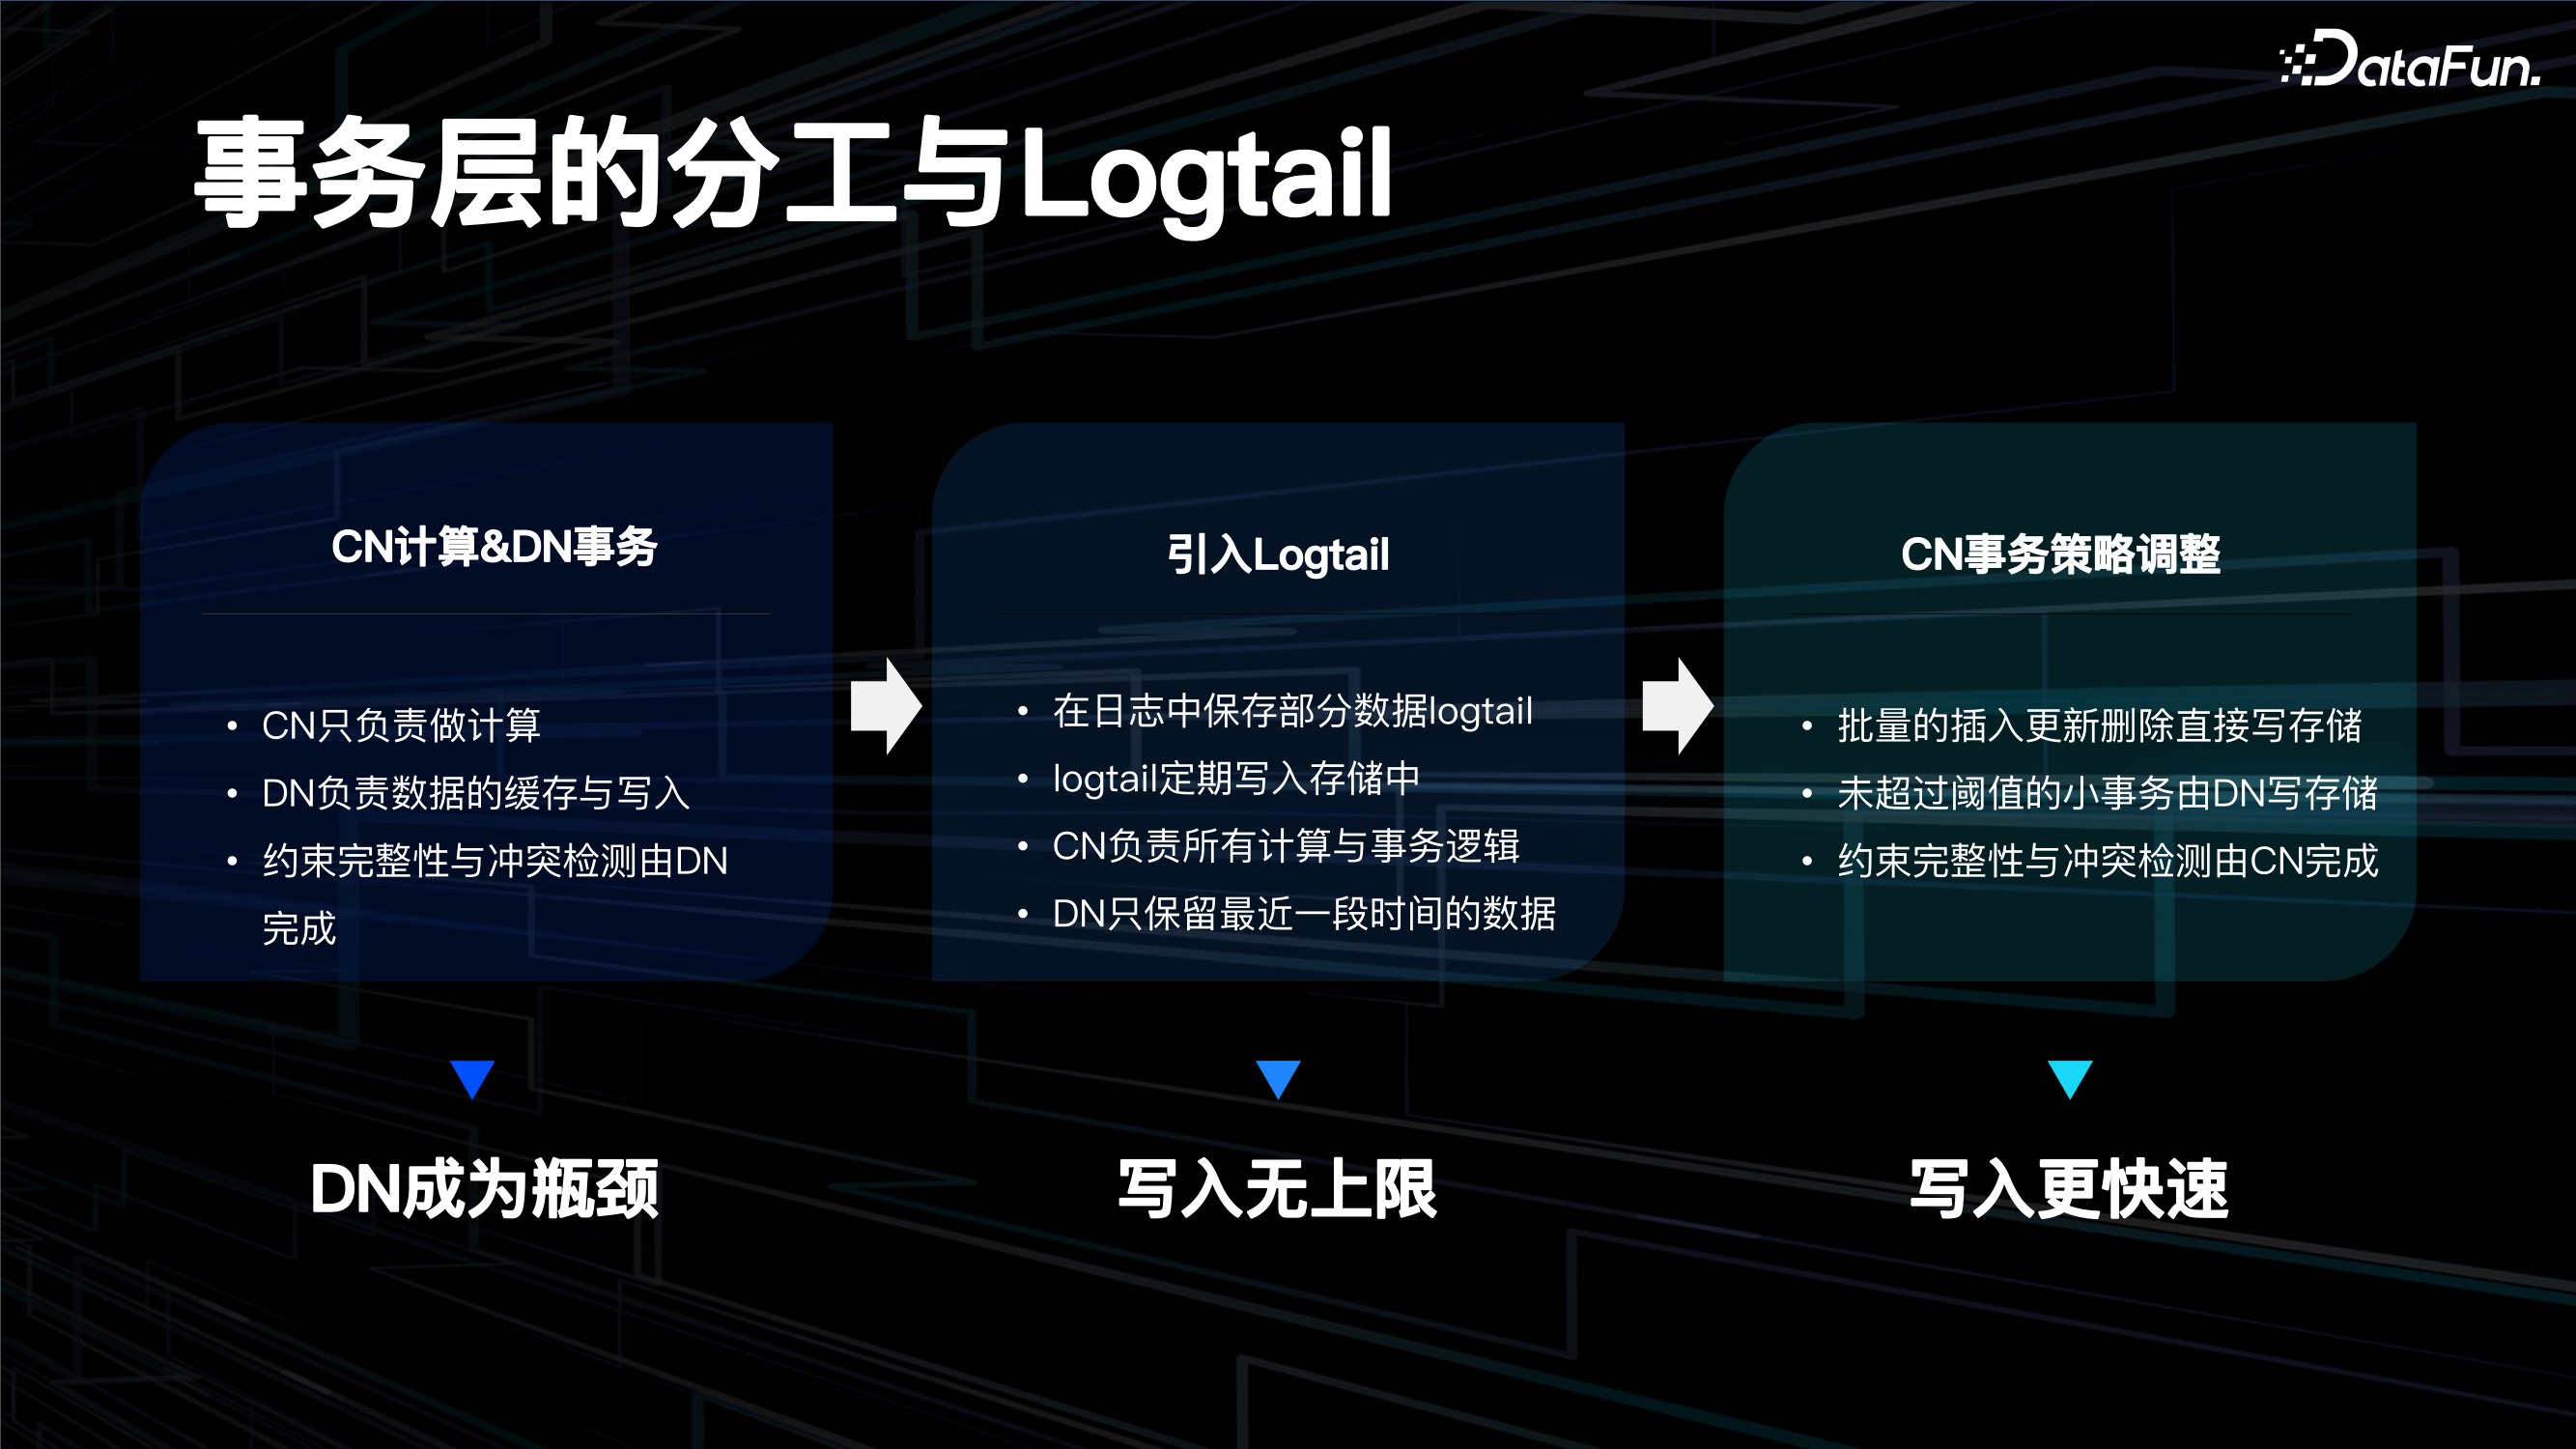 DataFun.
事务层的分工与Logtail
CN计算&DN事务
• CN只负责做计算
• DN负责数据的缓存与写入
• 约束完整性与冲突检测由DN
完成
DN成为瓶颈
引入Logtail
• 在日志中保存部分数据logtail
• logtail定期写入存储中
• CN负责所有计算与事务逻辑
• DN只保留最近一段时间的数据
写入无上限
CN事务策略调整
• 批量的插入更新删除直接写存储
• 未超过阈值的小事务由DN写存储
• 约束完整性与冲突检测由CN完成
写入更快速